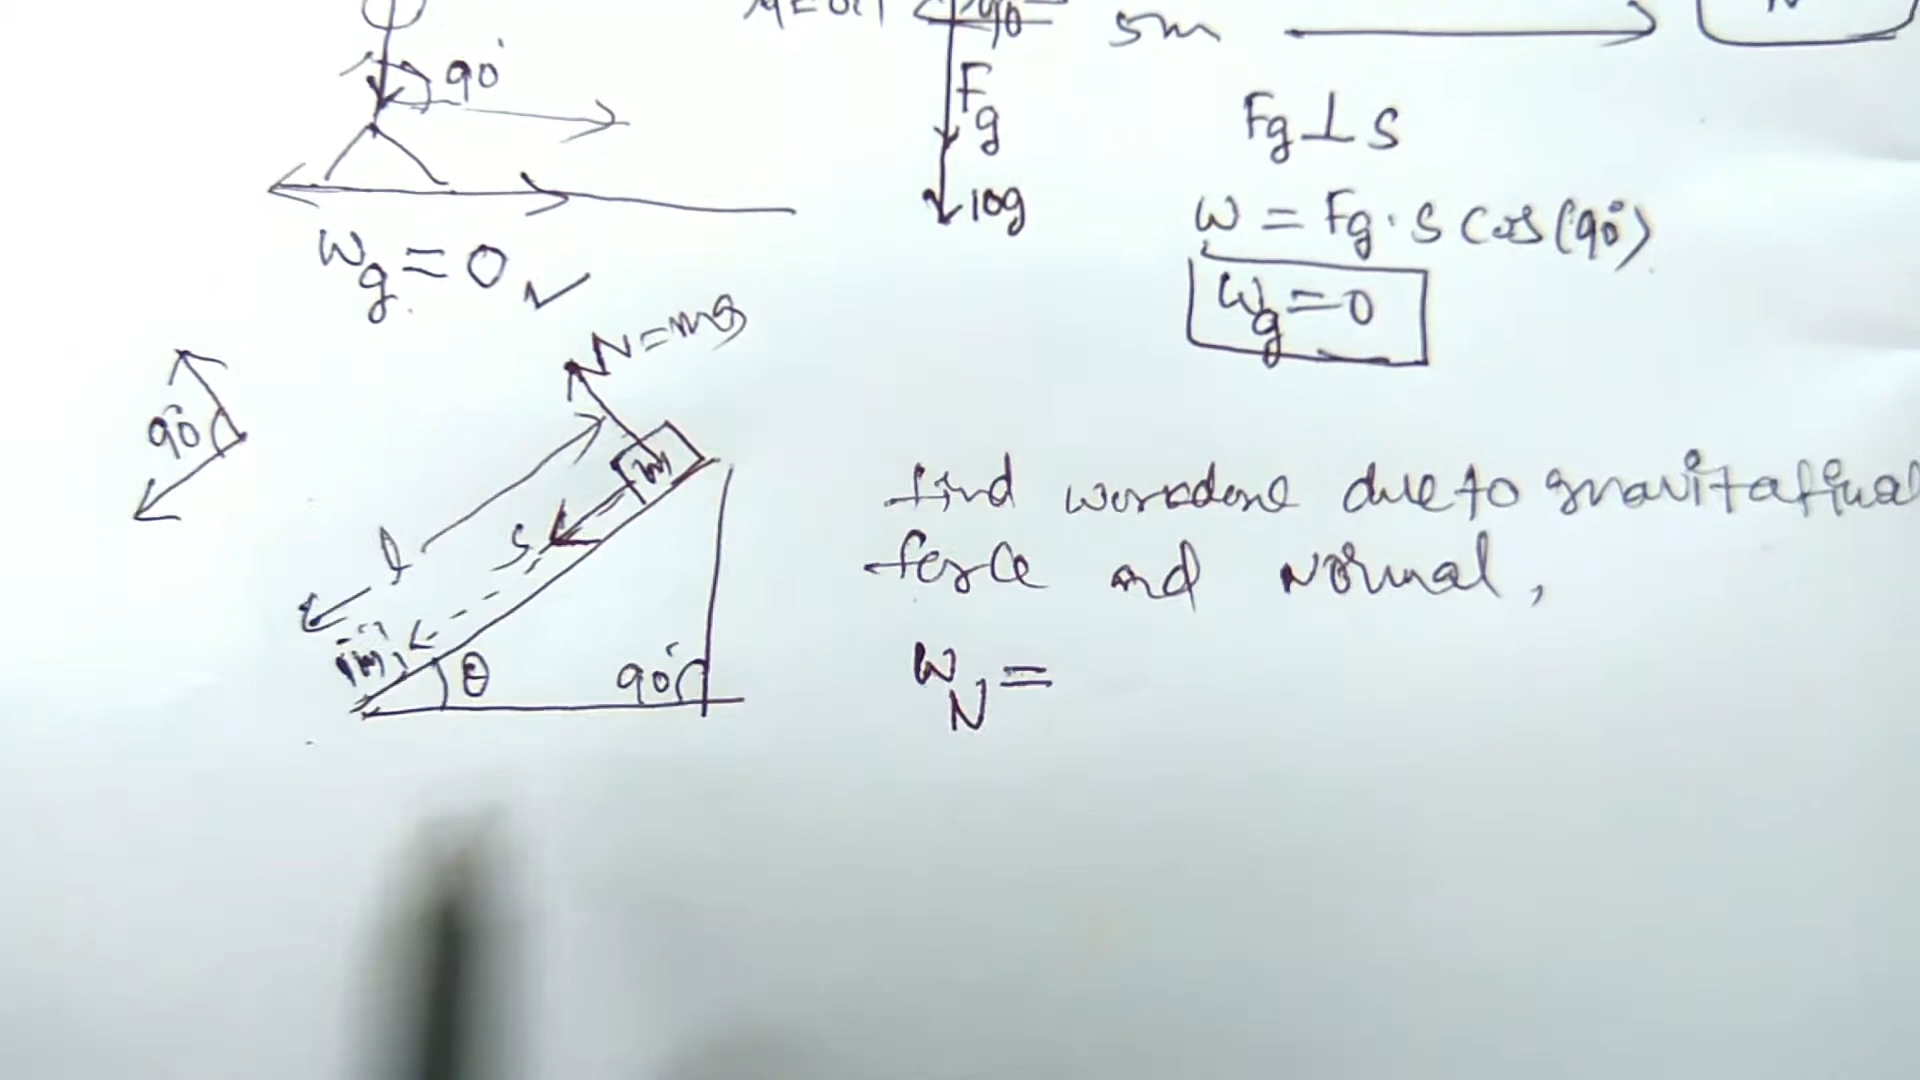 90°
Fg
10g
Wg = 0 ✓
5m
Fg ⊥ S
W = Fg · S Cos(90°)
Wg = 0
N = mg
90°
m
l
S
m
θ
90°
find workdone due to gravitational
force and Normal,
W_N =